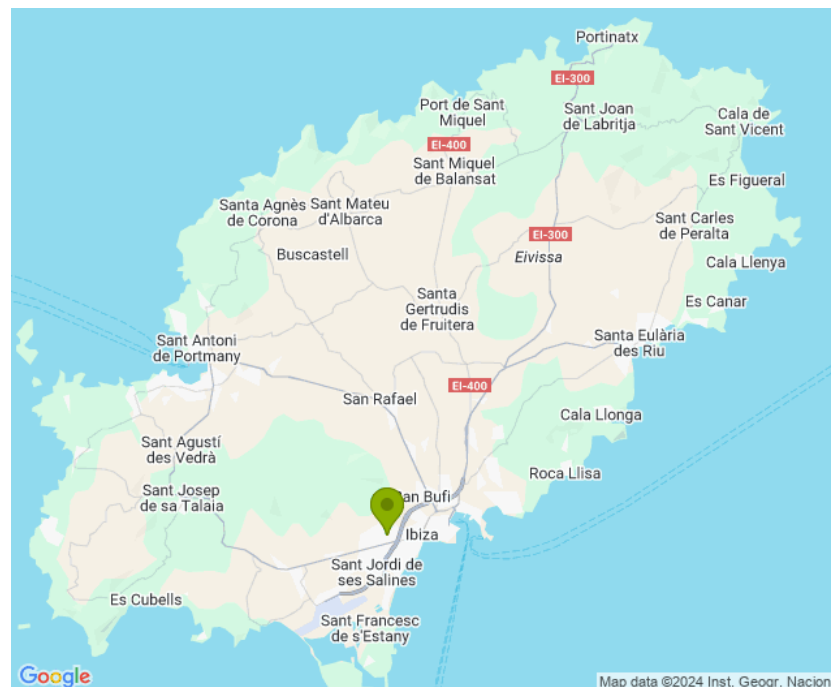 Portinatx
EI-300
Port de Sant
Miquel
Sant Joan
de Labritja
Cala de
Sant Vicent
EI-400
Sant Miquel
de Balansat
Es Figueral
Santa Agnès
de Corona
Sant Mateu
d'Albarca
Sant Carles
de Peralta
EI-300
Buscastell
Eivissa
Cala Llenya
Santa
Gertrudis
de Fruitera
Es Canar
Sant Antoni
de Portmany
Santa Eulària
des Riu
EI-400
San Rafael
Cala Llonga
Sant Agustí
des Vedrà
Roca Llisa
Sant Josep
de sa Talaia
an Bufi
Ibiza
Sant Jordi de
ses Salines
Es Cubells
Sant Francesc
de s'Estany
Google
Map data ©2024 Inst. Geogr. Nacion